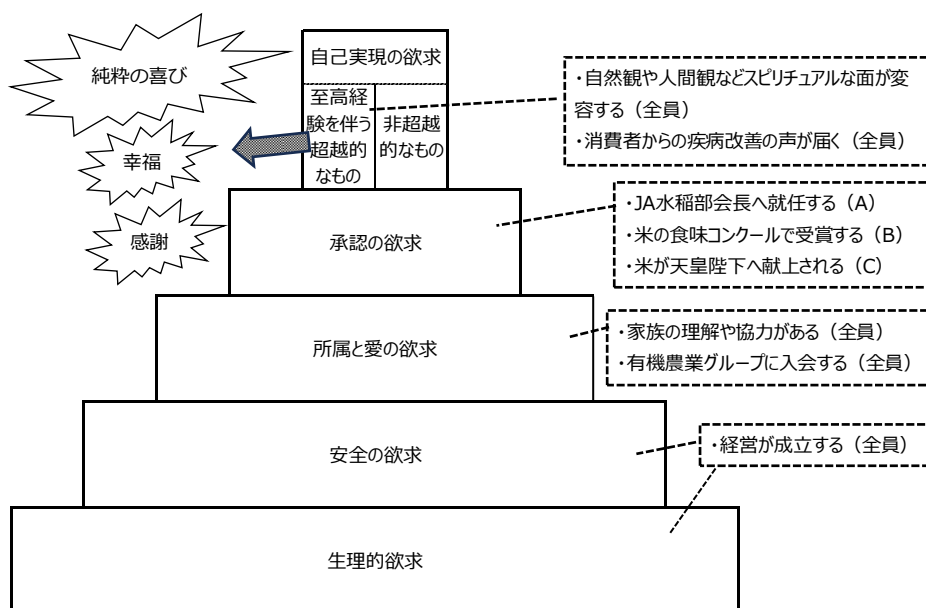 純粋の喜び
幸福
感謝
自己実現の欲求
至高経
験を伴う
超越的
なもの
非超越
的なもの
・自然観や人間観などスピリチュアルな面が変
容する（全員）
・消費者からの疾病改善の声が届く（全員）
承認の欲求
・JA水稲部会長へ就任する（A）
・米の食味コンクールで受賞する（B）
・米が天皇陛下へ献上される（C）
所属と愛の欲求
・家族の理解や協力がある（全員）
・有機農業グループに入会する（全員）
安全の欲求
・経営が成立する（全員）
生理的欲求